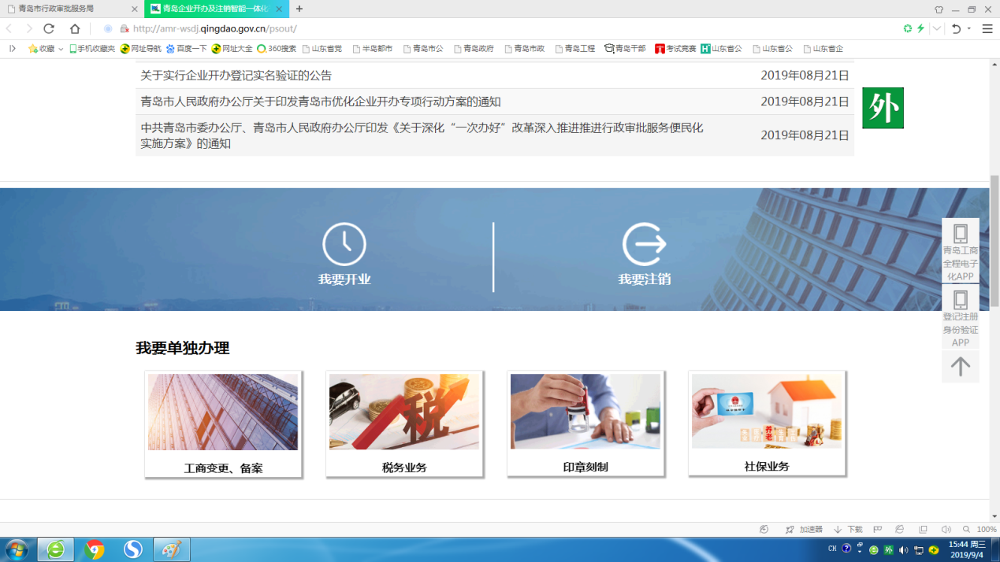 青岛市行政审批服务局
青岛企业开办及注销智能一体化
http://amr-wsdj.qingdao.gov.cn/psout/
收藏 手机收藏夹 网址导航 百度一下 网址大全 360搜索 山东省党 半岛都市 青岛市公 青岛政府 青岛市政 青岛工程 青岛干部 考试竞赛 山东省公 山东省公 山东省企
关于实行企业开办登记实名验证的公告 2019年08月21日
青岛市人民政府办公厅关于印发青岛市优化企业开办专项行动方案的通知 2019年08月21日
中共青岛市委办公厅、青岛市人民政府办公厅印发《关于深化“一次办好”改革深入推进推进行政审批服务便民化
实施方案》的通知 2019年08月21日
外
我要开业 我要注销
青岛工商
全程电子
化APP
登记注册
身份验证
APP
我要单独办理
税
养老
工商变更、备案 税务业务 印章刻制 社保业务
加速器 下载 100%
CH 外 15:44 周三
2019/9/4